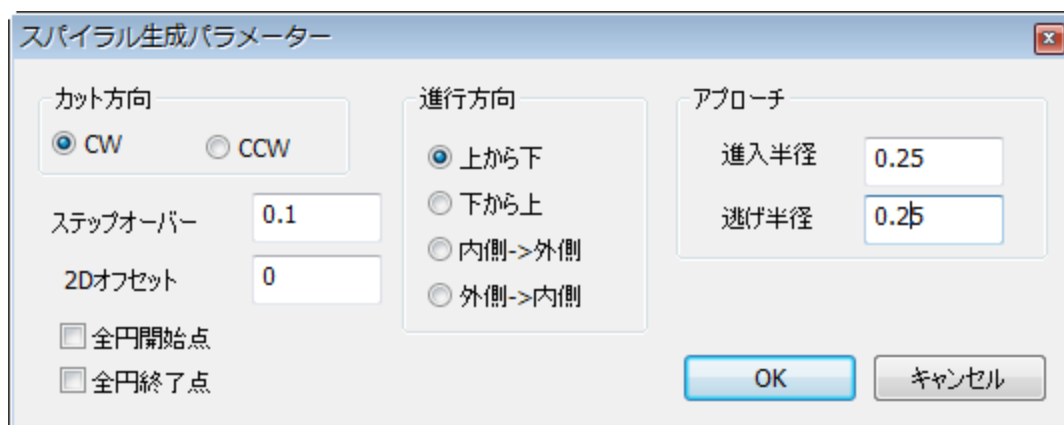 スパイラル生成パラメーター
カット方向
CW
CCW
ステップオーバー
0.1
2Dオフセット
0
全円開始点
全円終了点
進行方向
上から下
下から上
内側->外側
外側->内側
アプローチ
進入半径
0.25
逃げ半径
0.25
OK
キャンセル